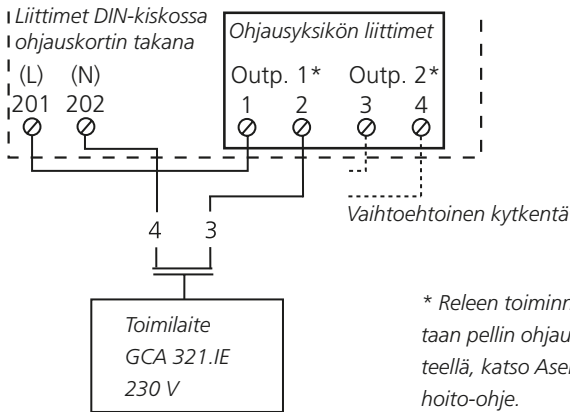 Liittimet DIN-kiskossa
ohjauskortin takana
Ohjausyksikön liittimet
(L) (N)
201 202
Outp. 1* Outp. 2*
1 2 3 4
Vaihtoehtoinen kytkentä
4 3
Toimilaite
GCA 321.IE
230 V
* Releen toiminn
taan pellin ohjau
teellä, katso Ase
hoito-ohje.